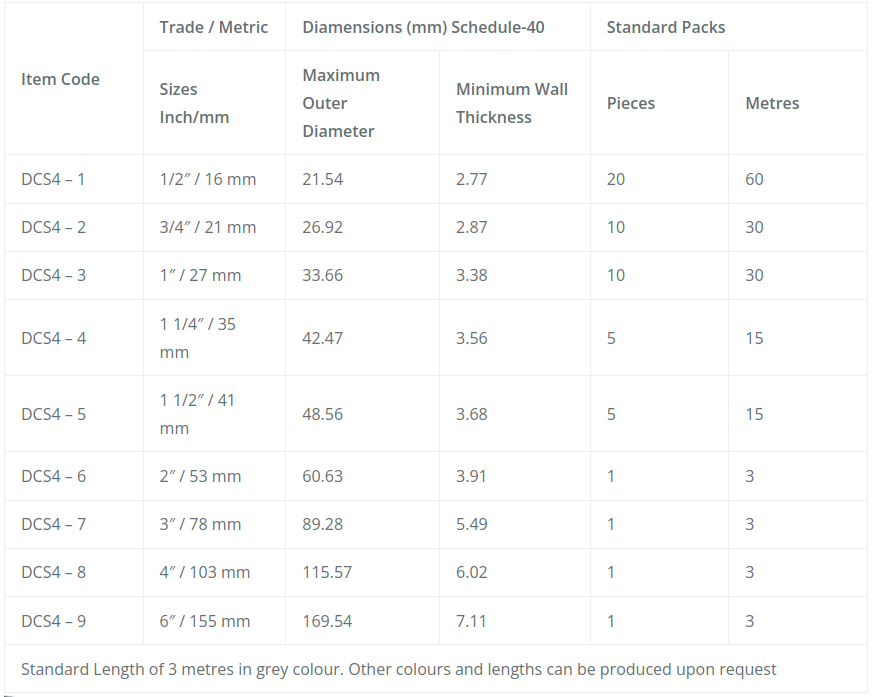 Item Code
Trade / Metric
Diamensions (mm) Schedule-40
Standard Packs
Sizes
Inch/mm
Maximum
Outer
Diameter
Minimum Wall
Thickness
Pieces
Metres
DCS4 – 1 1/2″ / 16 mm 21.54 2.77 20 60
DCS4 – 2 3/4″ / 21 mm 26.92 2.87 10 30
DCS4 – 3 1″ / 27 mm 33.66 3.38 10 30
DCS4 – 4 1 1/4″ / 35
mm 42.47 3.56 5 15
DCS4 – 5 1 1/2″ / 41
mm 48.56 3.68 5 15
DCS4 – 6 2″ / 53 mm 60.63 3.91 1 3
DCS4 – 7 3″ / 78 mm 89.28 5.49 1 3
DCS4 – 8 4″ / 103 mm 115.57 6.02 1 3
DCS4 – 9 6″ / 155 mm 169.54 7.11 1 3
Standard Length of 3 metres in grey colour. Other colours and lengths can be produced upon request